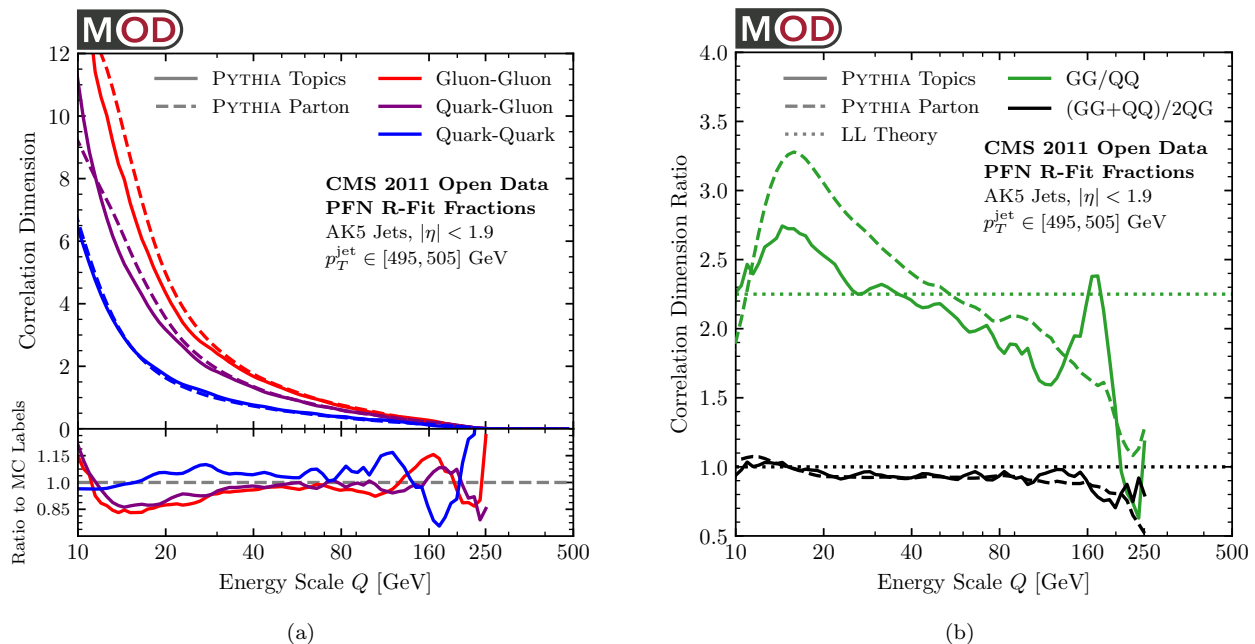 MOD
12
10
8
6
4
2
0
Correlation Dimension
PYTHIA Topics
PYTHIA Parton
Gluon-Gluon
Quark-Gluon
Quark-Quark
CMS 2011 Open Data
PFN R-Fit Fractions
AK5 Jets, |η| < 1.9
p_T^jet ∈ [495, 505] GeV
1.15
1.0
0.85
Ratio to MC Labels
10 20 40 80 160 250 500
Energy Scale Q [GeV]
(a)
MOD
4.0
3.5
3.0
2.5
2.0
1.5
1.0
0.5
Correlation Dimension Ratio
PYTHIA Topics
PYTHIA Parton
LL Theory
GG/QQ
(GG+QQ)/2QG
CMS 2011 Open Data
PFN R-Fit Fractions
AK5 Jets, |η| < 1.9
p_T^jet ∈ [495, 505] GeV
10 20 40 80 160 250 500
Energy Scale Q [GeV]
(b)